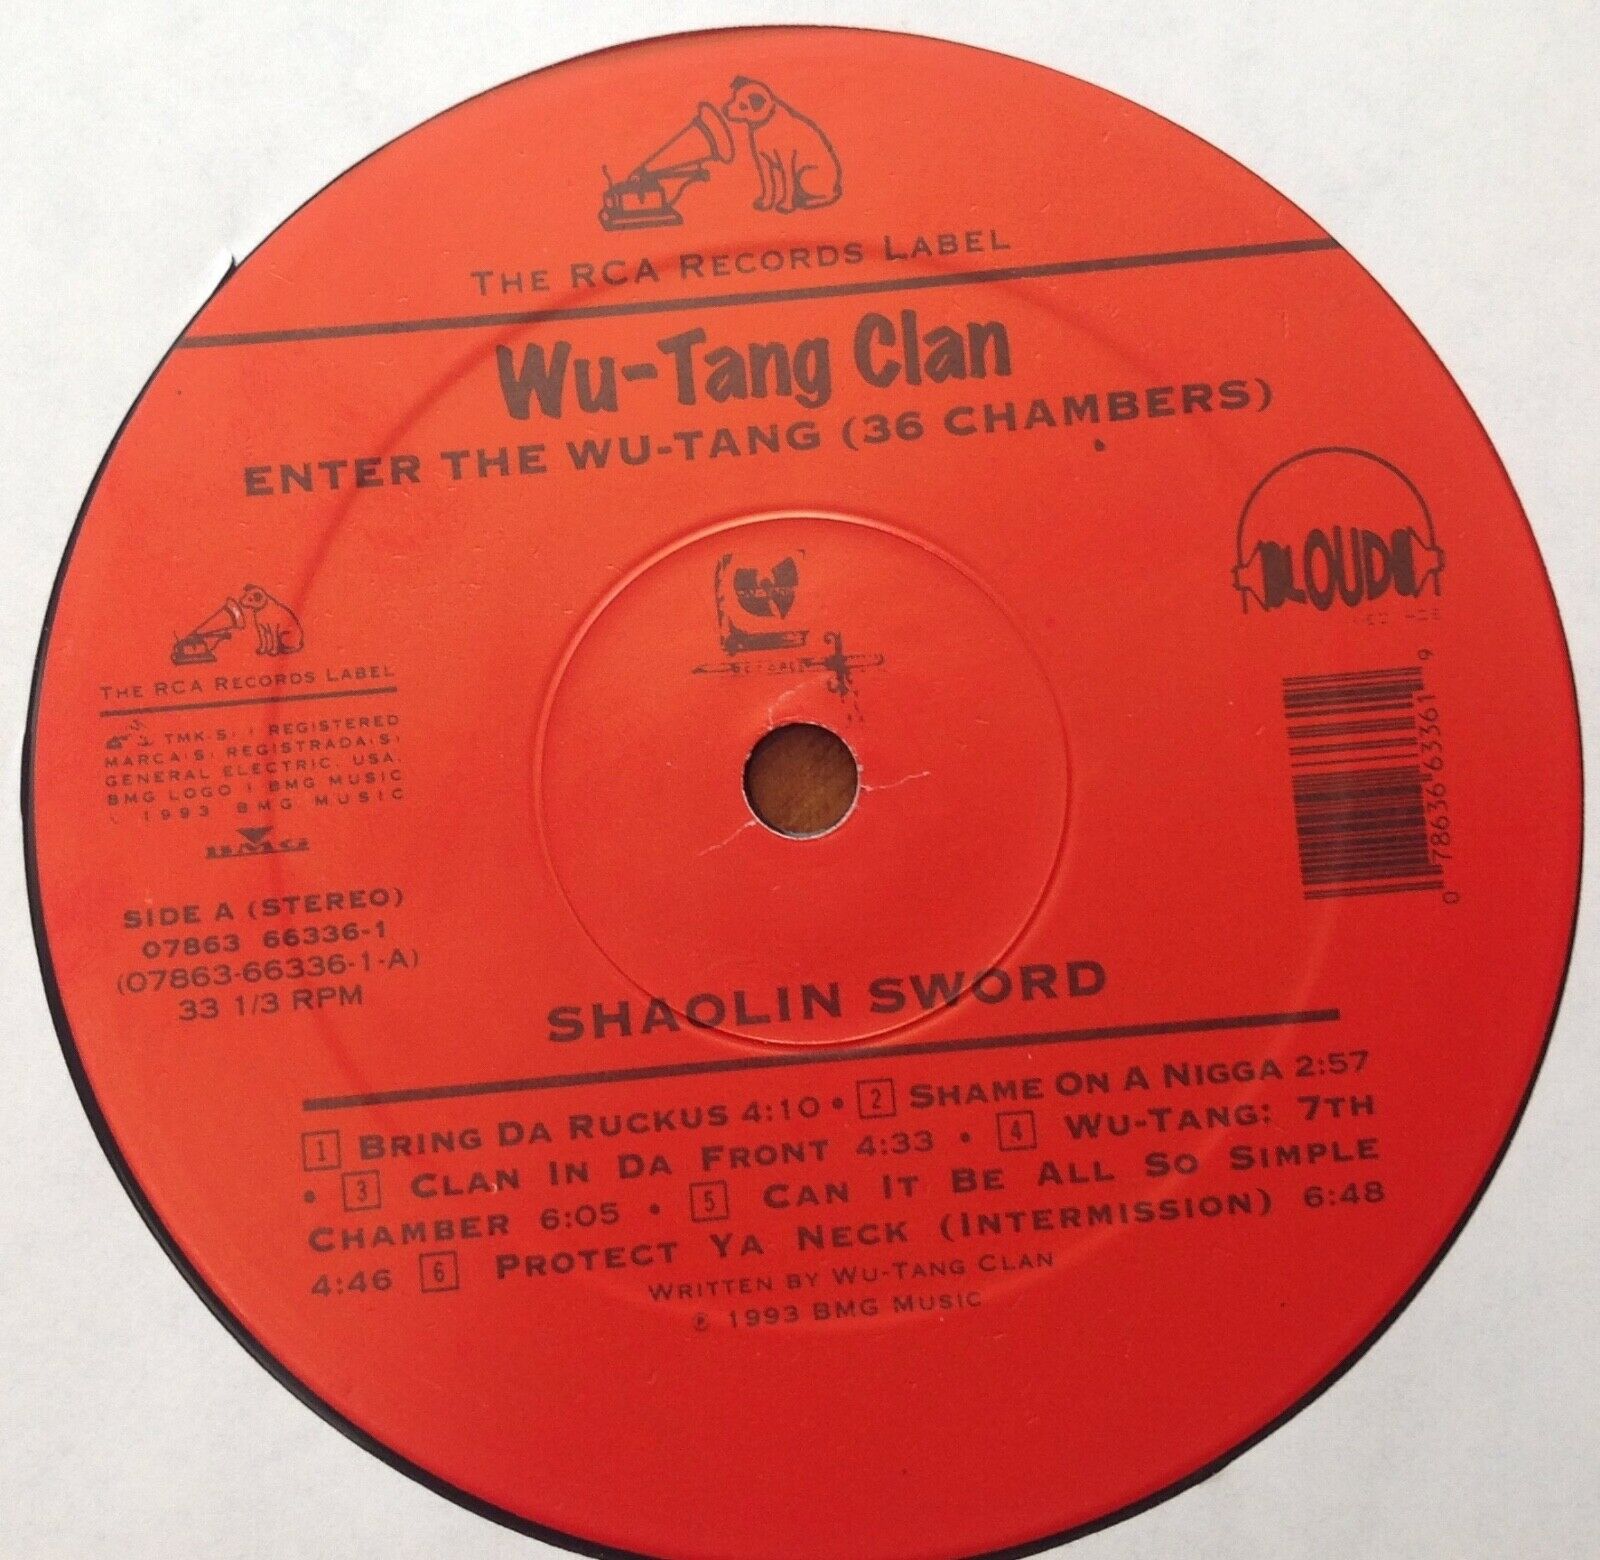 THE RCA RECORDS LABEL
Wu-Tang Clan
ENTER THE WU-TANG (36 CHAMBERS)
LOUD
THE RCA RECORDS LABEL
TMK(S) ® REGISTERED
MARCA(S) REGISTRADA(S)
GENERAL ELECTRIC, USA.
BMG LOGO ® BMG MUSIC
© 1993 BMG MUSIC
BMG
SIDE A (STEREO)
07863 66336-1
(07863-66336-1-A)
33 1/3 RPM
0 78636 63361 9
SHAOLIN SWORD
1 BRING DA RUCKUS 4:10 • 2 SHAME ON A NIGGA 2:57
• 3 CLAN IN DA FRONT 4:33 • 4 WU-TANG: 7TH
CHAMBER 6:05 • 5 CAN IT BE ALL SO SIMPLE
4:46 6 PROTECT YA NECK (INTERMISSION) 6:48
WRITTEN BY WU-TANG CLAN
℗ 1993 BMG MUSIC